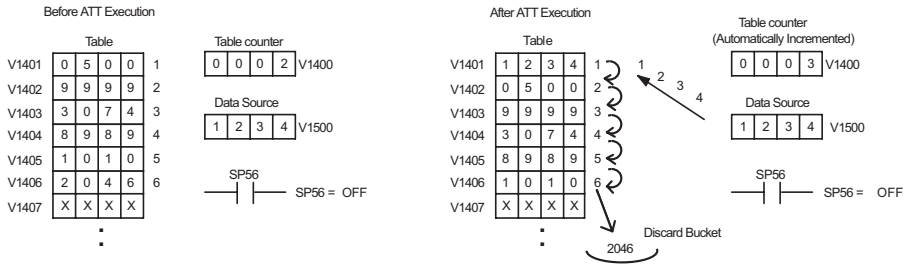 Before ATT Execution
Table
V1401 0 5 0 0 1
V1402 9 9 9 9 2
V1403 3 0 7 4 3
V1404 8 9 8 9 4
V1405 1 0 1 0 5
V1406 2 0 4 6 6
V1407 X X X X
Table counter
0 0 0 2 V1400
Data Source
1 2 3 4 V1500
SP56
SP56 = OFF
After ATT Execution
Table
V1401 1 2 3 4 1
V1402 0 5 0 0 2
V1403 9 9 9 9 3
V1404 3 0 7 4 4
V1405 8 9 8 9 5
V1406 1 0 1 0 6
V1407 X X X X
1 2 3 4
Discard Bucket
2046
Table counter
(Automatically Incremented)
0 0 0 3 V1400
Data Source
1 2 3 4 V1500
SP56
SP56 = OFF